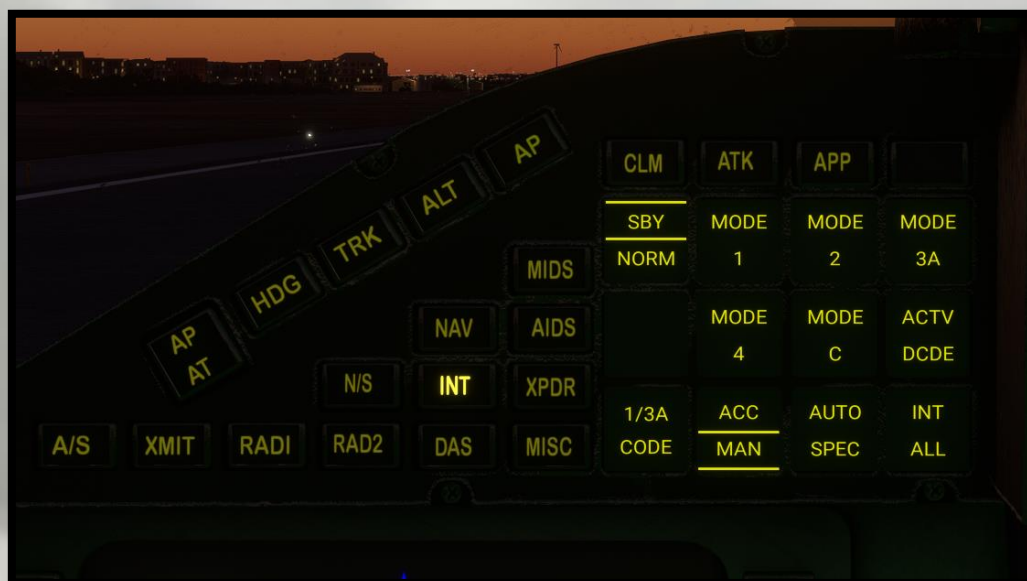 AP
ALT
TRK
HDG
AP
AT
CLM ATK APP
SBY MODE MODE MODE
NORM 1 2 3A
MIDS
NAV AIDS MODE MODE ACTV
4 C DCDE
N/S INT XPDR
1/3A ACC AUTO INT
CODE MAN SPEC ALL
A/S XMIT RADI RAD2 DAS MISC